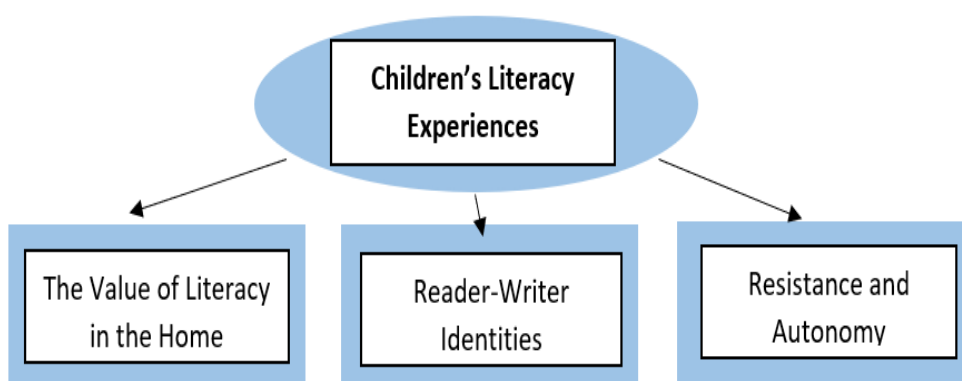 Children’s Literacy
Experiences
The Value of Literacy
in the Home
Reader-Writer
Identities
Resistance and
Autonomy